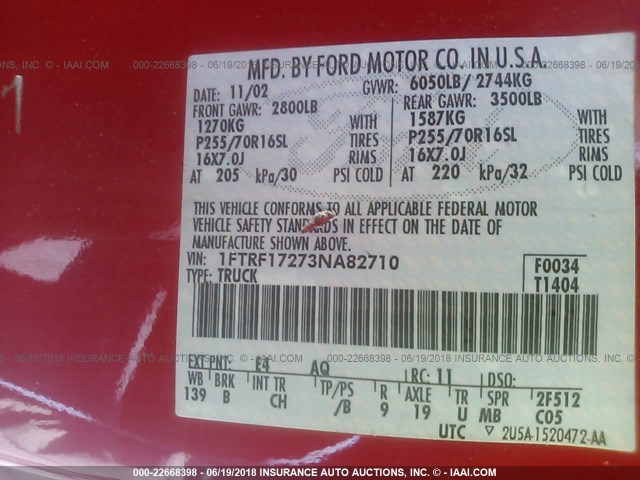 MFD. BY FORD MOTOR CO. IN U.S.A
DATE: 11/02 GVWR: 6050LB/ 2744KG
FRONT GAWR: 2800LB REAR GAWR: 3500LB
1270KG WITH 1587KG WITH
P255/70R16SL TIRES P255/70R16SL TIRES
16X7.0J RIMS 16X7.0J RIMS
AT 205 kPa/30 PSI COLD AT 220 kPa/32 PSI COLD
THIS VEHICLE CONFORMS TO ALL APPLICABLE FEDERAL MOTOR
VEHICLE SAFETY STANDARDS IN EFFECT ON THE DATE OF
MANUFACTURE SHOWN ABOVE.
VIN: 1FTRF17273NA82710 F0034
TYPE: TRUCK T1404
EXT PNT: E4 AQ RC: 11 DSO:
WB BRK INT TR TP/PS R AXLE TR SPR 2F512
139 B CH /B 9 19 U MB C05
UTC ▽ 2U5A-1520472-AA
000-22668398 - 06/19/2018 - INSURANCE AUTO AUCTIONS, INC. - © IAAI.COM